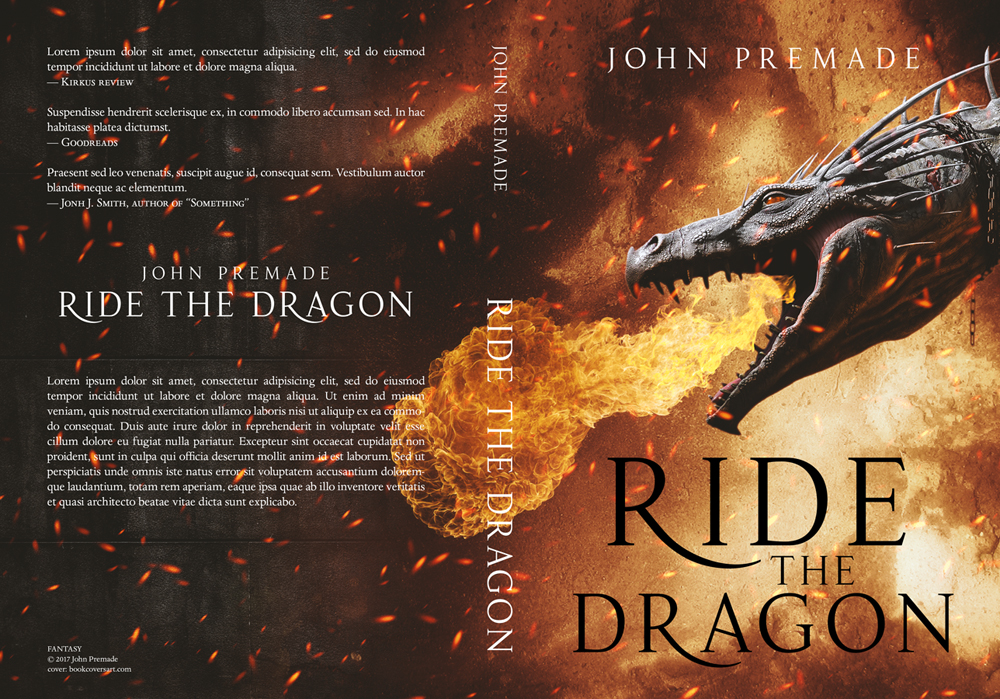 Lorem ipsum dolor sit amet, consectetur adipisicing elit, sed do eiusmod
tempor incididunt ut labore et dolore magna aliqua.
— Kirkus review
Suspendisse hendrerit scelerisque ex, in commodo libero accumsan sed. In hac
habitasse platea dictumst.
— Goodreads
Praesent sed leo venenatis, suscipit augue id, consequat sem. Vestibulum auctor
blandit neque ac elementum.
— Jonh J. Smith, author of “Something”
JOHN PREMADE
RIDE THE DRAGON
Lorem ipsum dolor sit amet, consectetur adipisicing elit, sed do eiusmod
tempor incididunt ut labore et dolore magna aliqua. Ut enim ad minim
veniam, quis nostrud exercitation ullamco laboris nisi ut aliquip ex ea commo-
do consequat. Duis aute irure dolor in reprehenderit in voluptate velit esse
cillum dolore eu fugiat nulla pariatur. Excepteur sint occaecat cupidatat non
proident, sunt in culpa qui officia deserunt mollit anim id est laborum. Sed ut
perspiciatis unde omnis iste natus error sit voluptatem accusantium dolorem-
que laudantium, totam rem aperiam, eaque ipsa quae ab illo inventore veritatis
et quasi architecto beatae vitae dicta sunt explicabo.
FANTASY
© 2017 John Premade
cover: bookcoversart.com
JOHN PREMADE
RIDE THE DRAGON
JOHN PREMADE
RIDE
THE
DRAGON